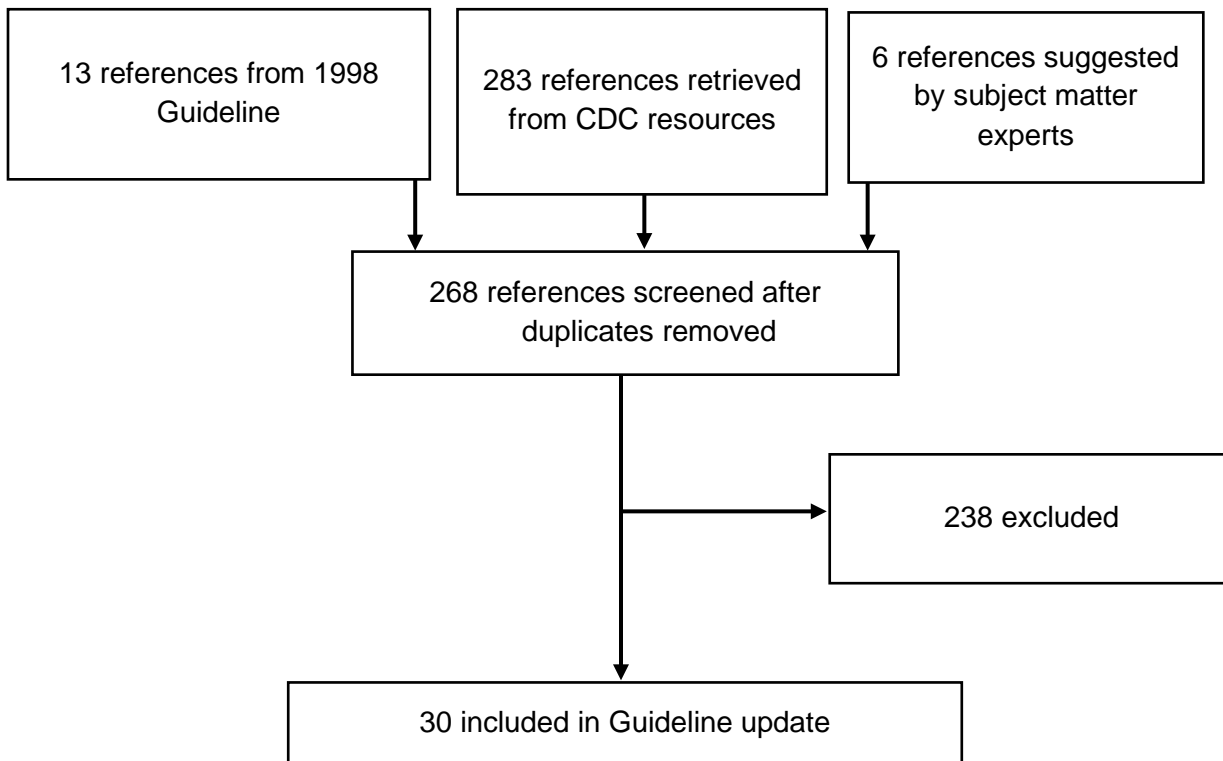 13 references from 1998
Guideline
283 references retrieved
from CDC resources
6 references suggested
by subject matter
experts
268 references screened after
duplicates removed
238 excluded
30 included in Guideline update